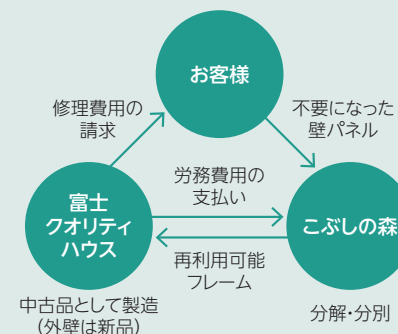 お客様
修理費用の
請求
不要になった
壁パネル
労務費用の
支払い
富士
クオリティ
ハウス
こぶしの森
再利用可能
フレーム
中古品として製造
(外壁は新品)
分解・分別